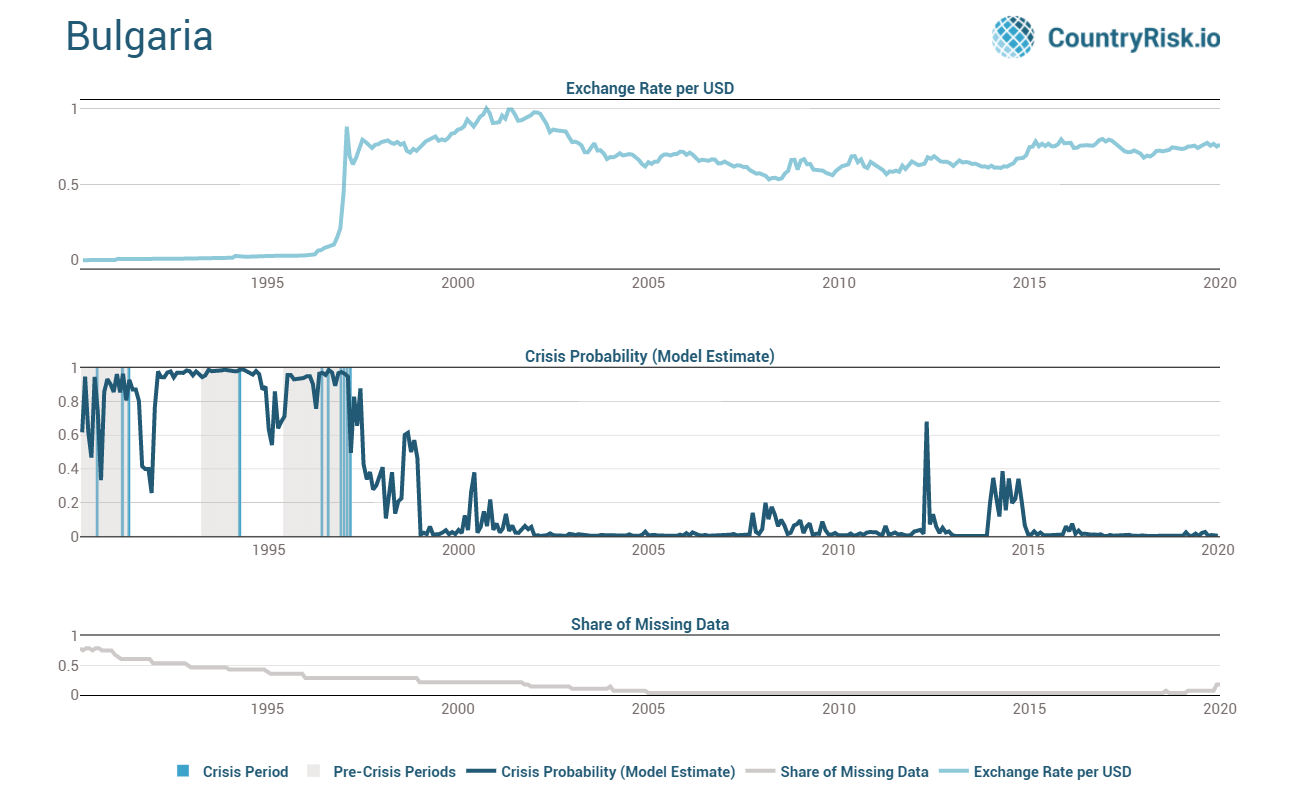 Bulgaria
CountryRisk.io
Exchange Rate per USD
1
0.5
0
1995 2000 2005 2010 2015 2020
Crisis Probability (Model Estimate)
1
0.8
0.6
0.4
0.2
0
1995 2000 2005 2010 2015 2020
Share of Missing Data
1
0.5
0
1995 2000 2005 2010 2015 2020
Crisis Period Pre-Crisis Periods Crisis Probability (Model Estimate) Share of Missing Data Exchange Rate per USD